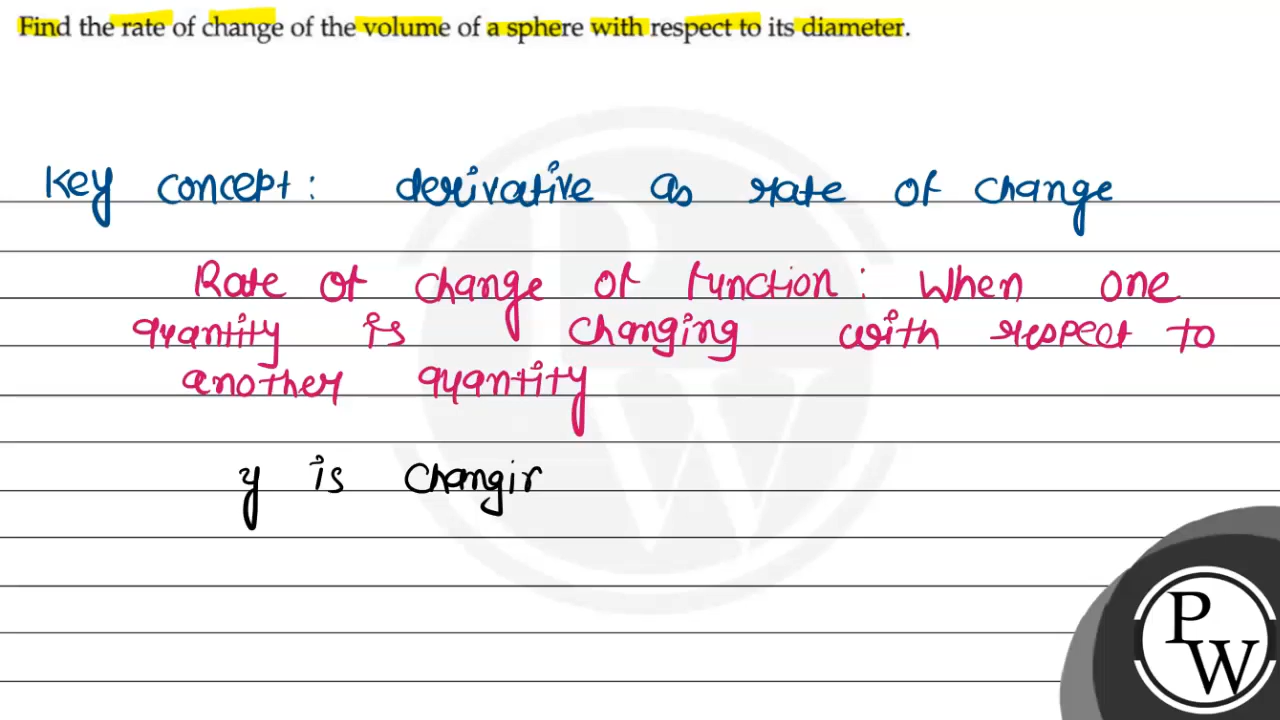 Find the rate of change of the volume of a sphere with respect to its diameter.
Key concept: derivative as rate of change
Rate of change of function: When one
quantity is changing with respect to
another quantity
y is changin
P
W